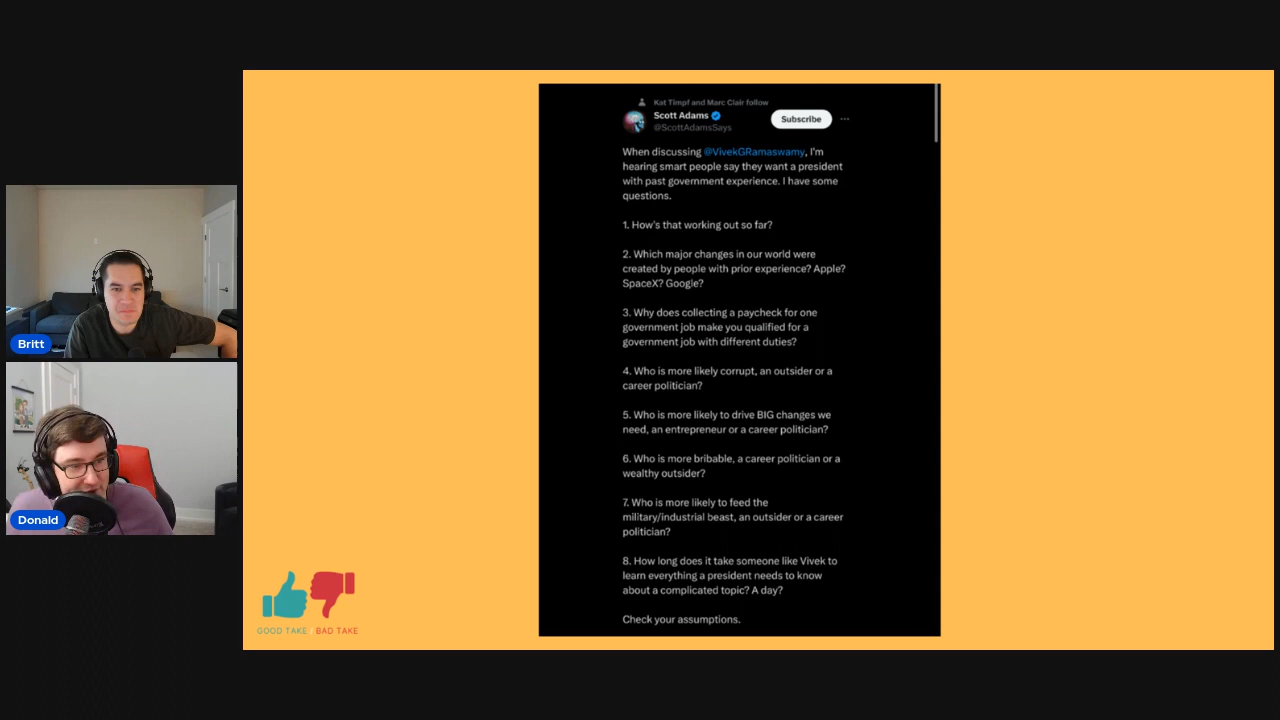 Kat Timpf and Marc Clair follow
Scott Adams
@ScottAdamsSays
Subscribe
When discussing @VivekGRamaswamy, I'm
hearing smart people say they want a president
with past government experience. I have some
questions.
1. How's that working out so far?
2. Which major changes in our world were
created by people with prior experience? Apple?
SpaceX? Google?
3. Why does collecting a paycheck for one
government job make you qualified for a
government job with different duties?
4. Who is more likely corrupt, an outsider or a
career politician?
5. Who is more likely to drive BIG changes we
need, an entrepreneur or a career politician?
6. Who is more bribable, a career politician or a
wealthy outsider?
7. Who is more likely to feed the
military/industrial beast, an outsider or a career
politician?
8. How long does it take someone like Vivek to
learn everything a president needs to know
about a complicated topic? A day?
Check your assumptions.
Britt
Donald
GOOD TAKE / BAD TAKE